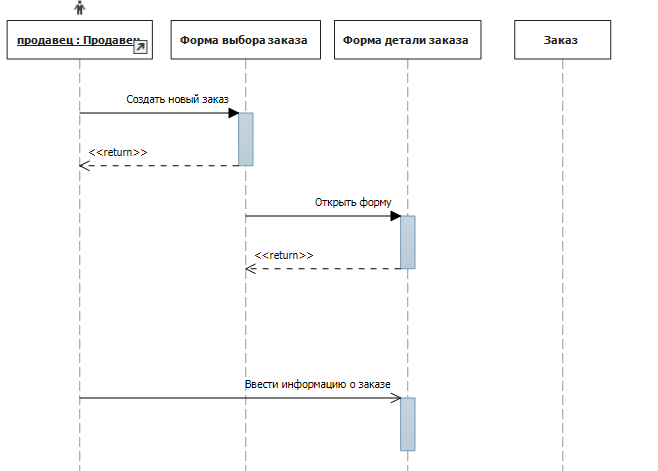 продавец : Продавец
Форма выбора заказа
Форма детали заказа
Заказ
Создать новый заказ
<<return>>
Открыть форму
<<return>>
Ввести информацию о заказе